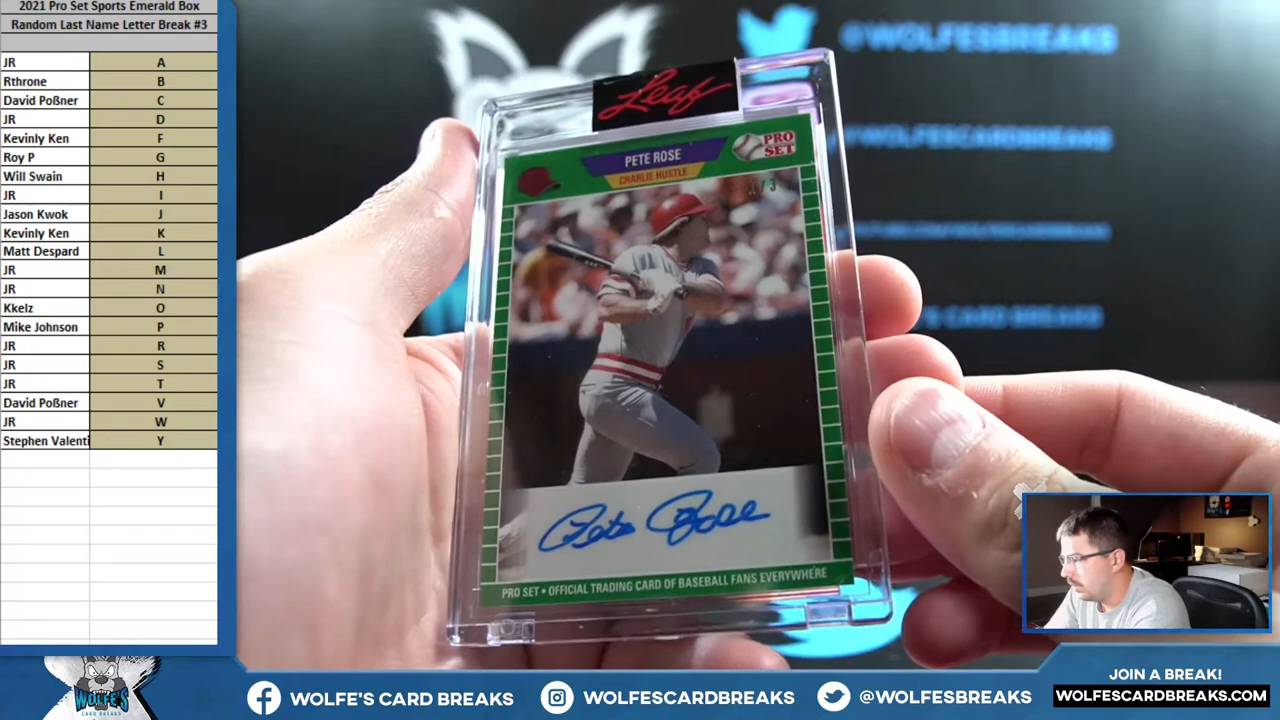 2021 Pro Set Sports Emerald Box
Random Last Name Letter Break #3
JR A
Rthrone B
David Poßner C
JR D
Kevinly Ken F
Roy P G
Will Swain H
JR I
Jason Kwok J
Kevinly Ken K
Matt Despard L
JR M
JR N
Kkelz O
Mike Johnson P
JR R
JR S
JR T
David Poßner V
JR W
Stephen Valenti Y
@WOLFESBREAKS
@WOLFESCARDBREAKS
CARD BREAKS
Leaf
PETE ROSE
CHARLIE HUSTLE
PRO
SET
Pete Rose
PRO SET • OFFICIAL TRADING CARD OF BASEBALL FANS EVERYWHERE
WOLFE'S
CARD BREAKS
WOLFE'S CARD BREAKS
WOLFESCARDBREAKS
@WOLFESBREAKS
JOIN A BREAK!
WOLFESCARDBREAKS.COM